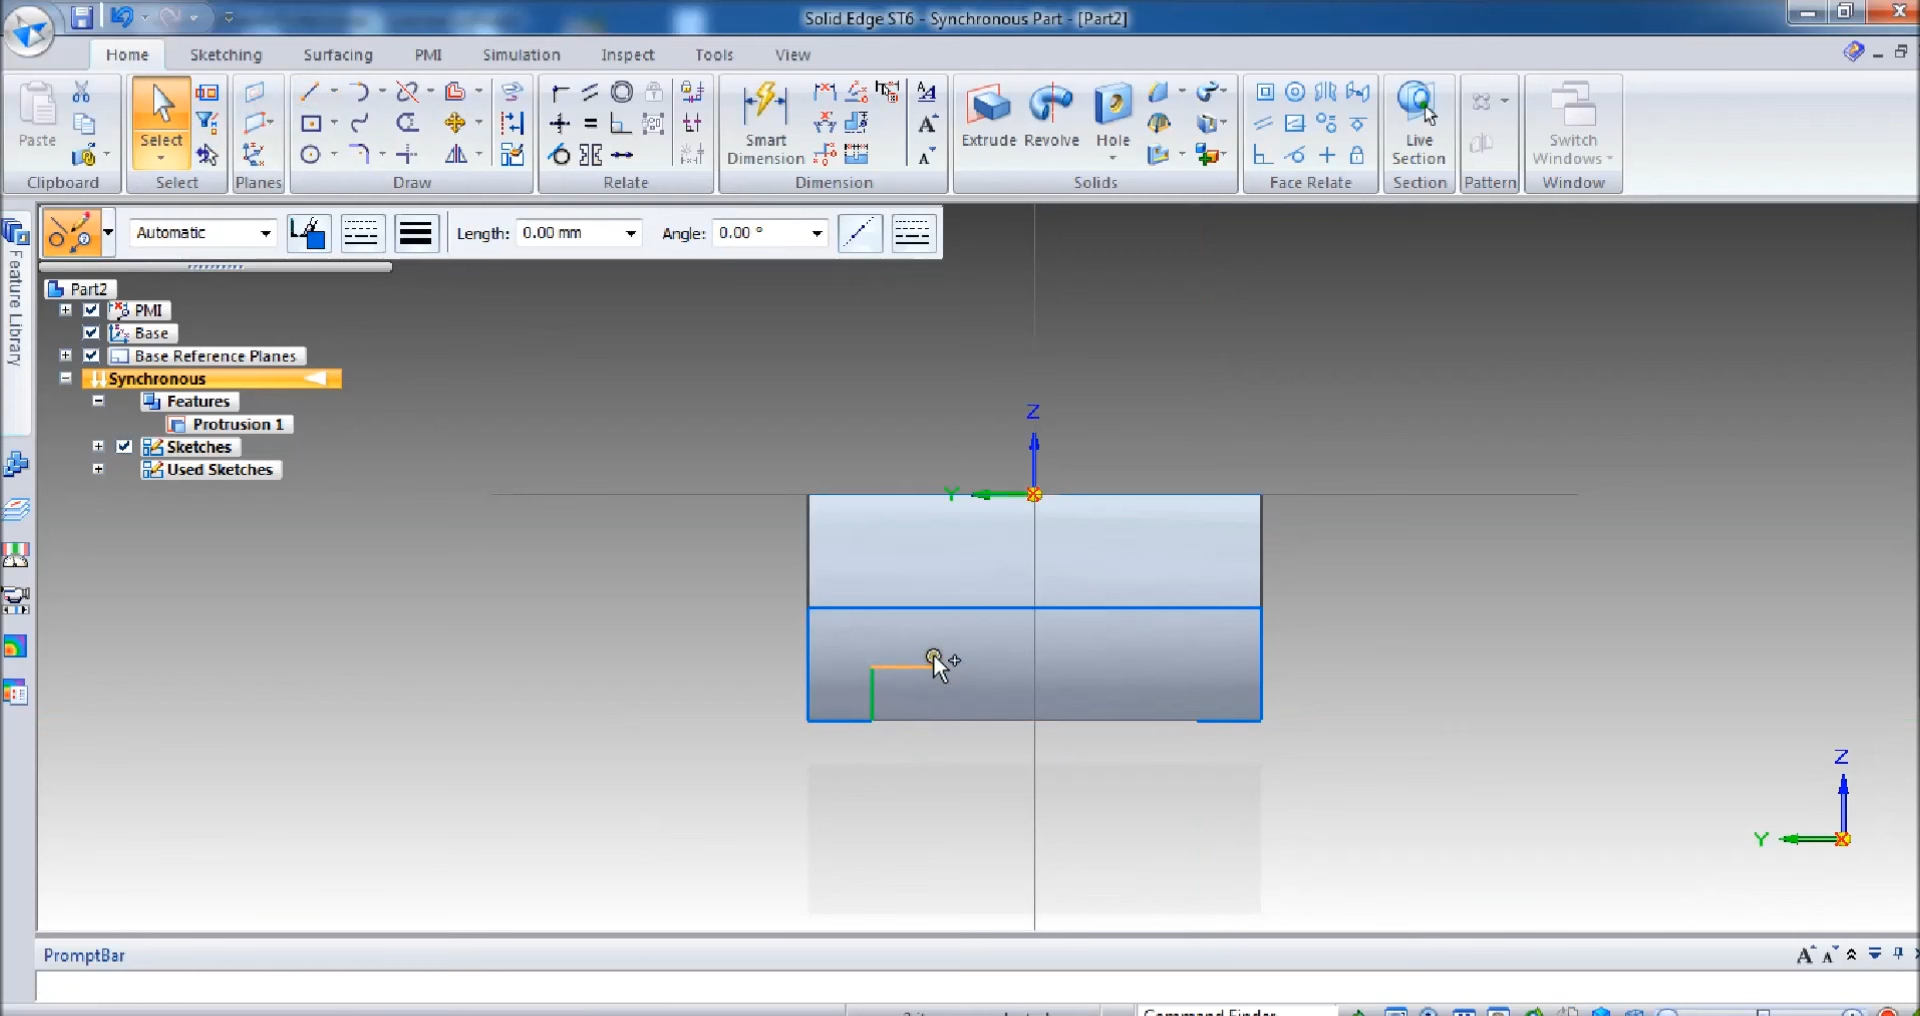 Solid Edge ST6 - Synchronous Part - [Part2]
Home Sketching Surfacing PMI Simulation Inspect Tools View
Paste
Select
Smart Dimension
Extrude
Revolve
Hole
Live Section
Switch Windows
Clipboard Select Planes Draw Relate Dimension Solids Face Relate Section Pattern Window
Automatic Length: 0.00 mm Angle: 0.00 °
Feature Library
Part2
PMI
Base
Base Reference Planes
Synchronous
Features
Protrusion 1
Sketches
Used Sketches
Z
Y
Z
Y
PromptBar
Command Finder